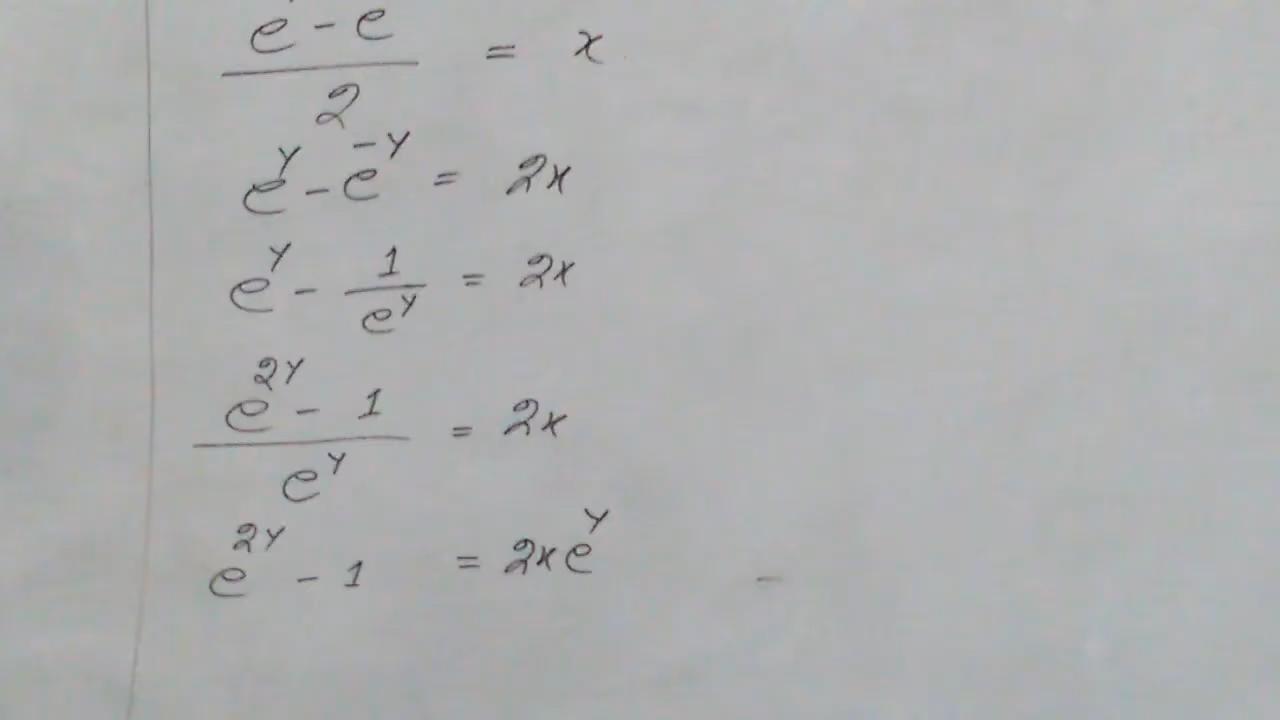 e - e / 2 = x
e^y - e^-y = 2x
e^y - 1/e^y = 2x
e^2y - 1 / e^y = 2x
e^2y - 1 = 2xe^y